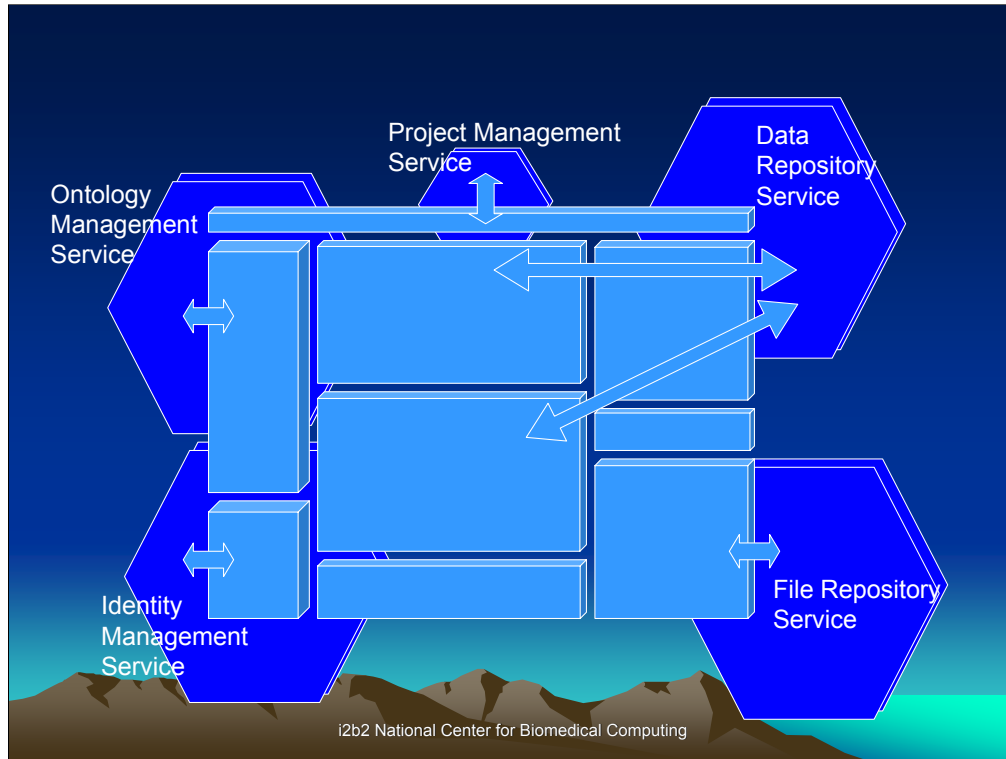 Project Management
Service
Data
Repository
Service
Ontology
Management
Service
Identity
Management
Service
File Repository
Service
i2b2 National Center for Biomedical Computing